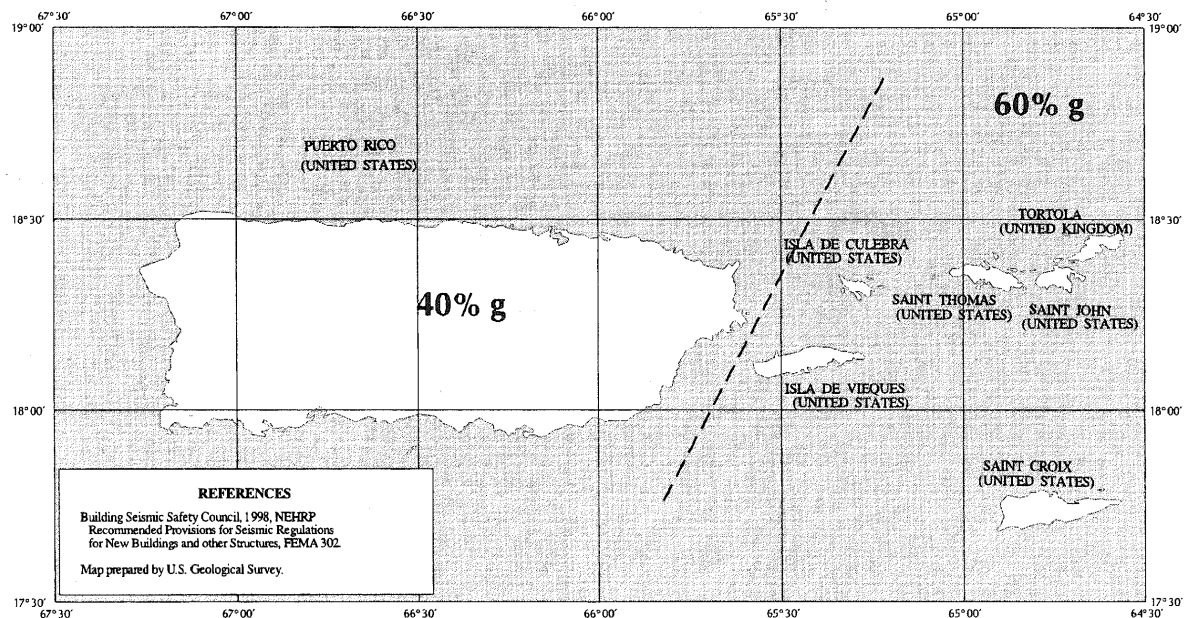 67°30′ 67°00′ 66°30′ 66°00′ 65°30′ 65°00′ 64°30′
19°00′ 19°00′
60% g
PUERTO RICO
(UNITED STATES)
18°30′ 18°30′
TORTOLA
(UNITED KINGDOM)
ISLA DE CULEBRA
(UNITED STATES)
40% g
SAINT THOMAS
(UNITED STATES)
SAINT JOHN
(UNITED STATES)
ISLA DE VIEQUES
(UNITED STATES)
18°00′ 18°00′
SAINT CROIX
(UNITED STATES)
REFERENCES
Building Seismic Safety Council, 1998, NEHRP
Recommended Provisions for Seismic Regulations
for New Buildings and other Structures, FEMA 302.
Map prepared by U.S. Geological Survey.
17°30′ 17°30′
67°30′ 67°00′ 66°30′ 66°00′ 65°30′ 65°00′ 64°30′